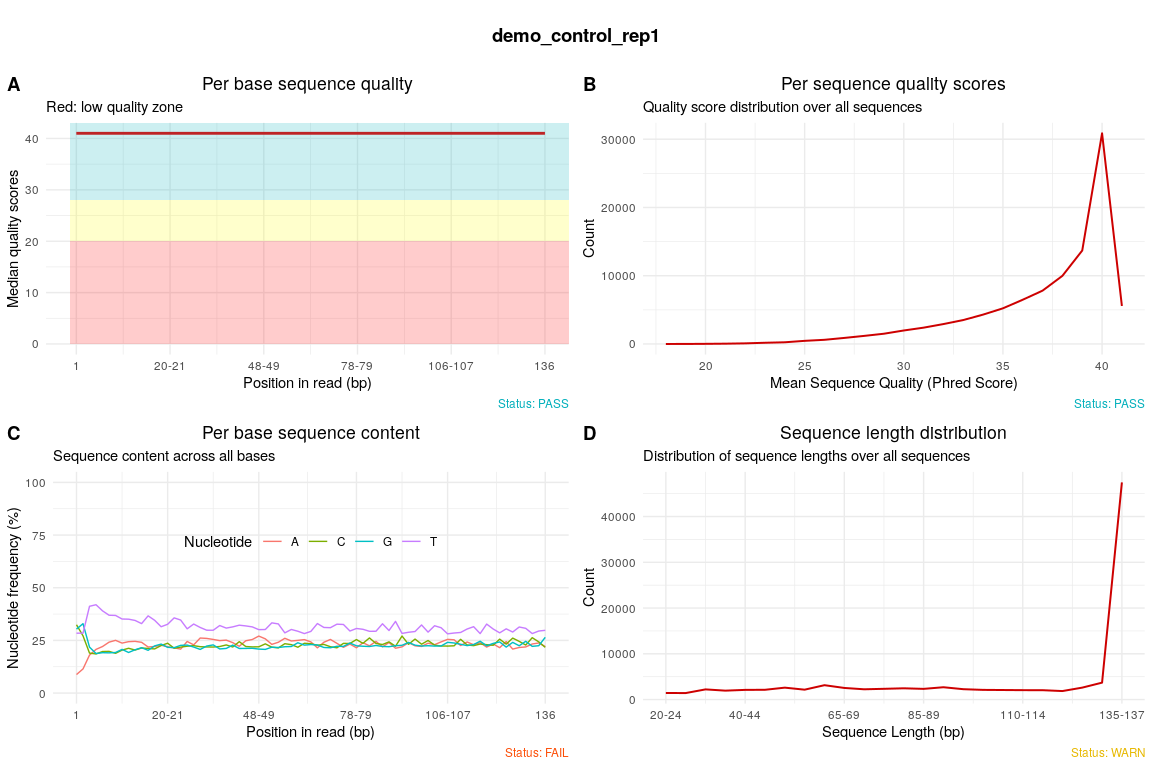 demo_control_rep1
A
Per base sequence quality
Red: low quality zone
Median quality scores
40
30
20
10
0
1 20-21 48-49 78-79 106-107 136
Position in read (bp)
Status: PASS
B
Per sequence quality scores
Quality score distribution over all sequences
Count
30000
20000
10000
0
20 25 30 35 40
Mean Sequence Quality (Phred Score)
Status: PASS
C
Per base sequence content
Sequence content across all bases
Nucleotide frequency (%)
100
75
50
25
0
Nucleotide A C G T
1 20-21 48-49 78-79 106-107 136
Position in read (bp)
Status: FAIL
D
Sequence length distribution
Distribution of sequence lengths over all sequences
Count
40000
30000
20000
10000
0
20-24 40-44 65-69 85-89 110-114 135-137
Sequence Length (bp)
Status: WARN